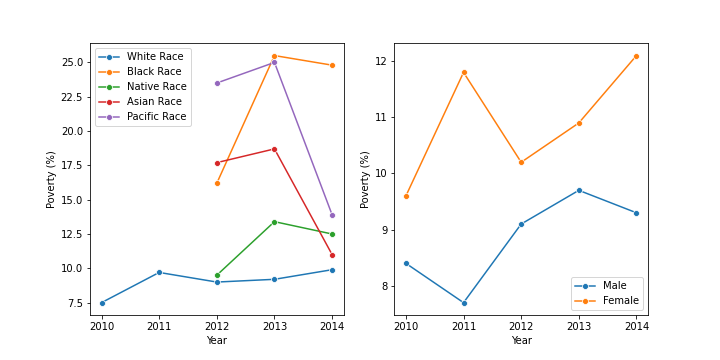 White Race
Black Race
Native Race
Asian Race
Pacific Race
25.0
22.5
20.0
17.5
15.0
12.5
10.0
7.5
Poverty (%)
2010 2011 2012 2013 2014
Year
12
11
10
9
8
Poverty (%)
Male
Female
2010 2011 2012 2013 2014
Year